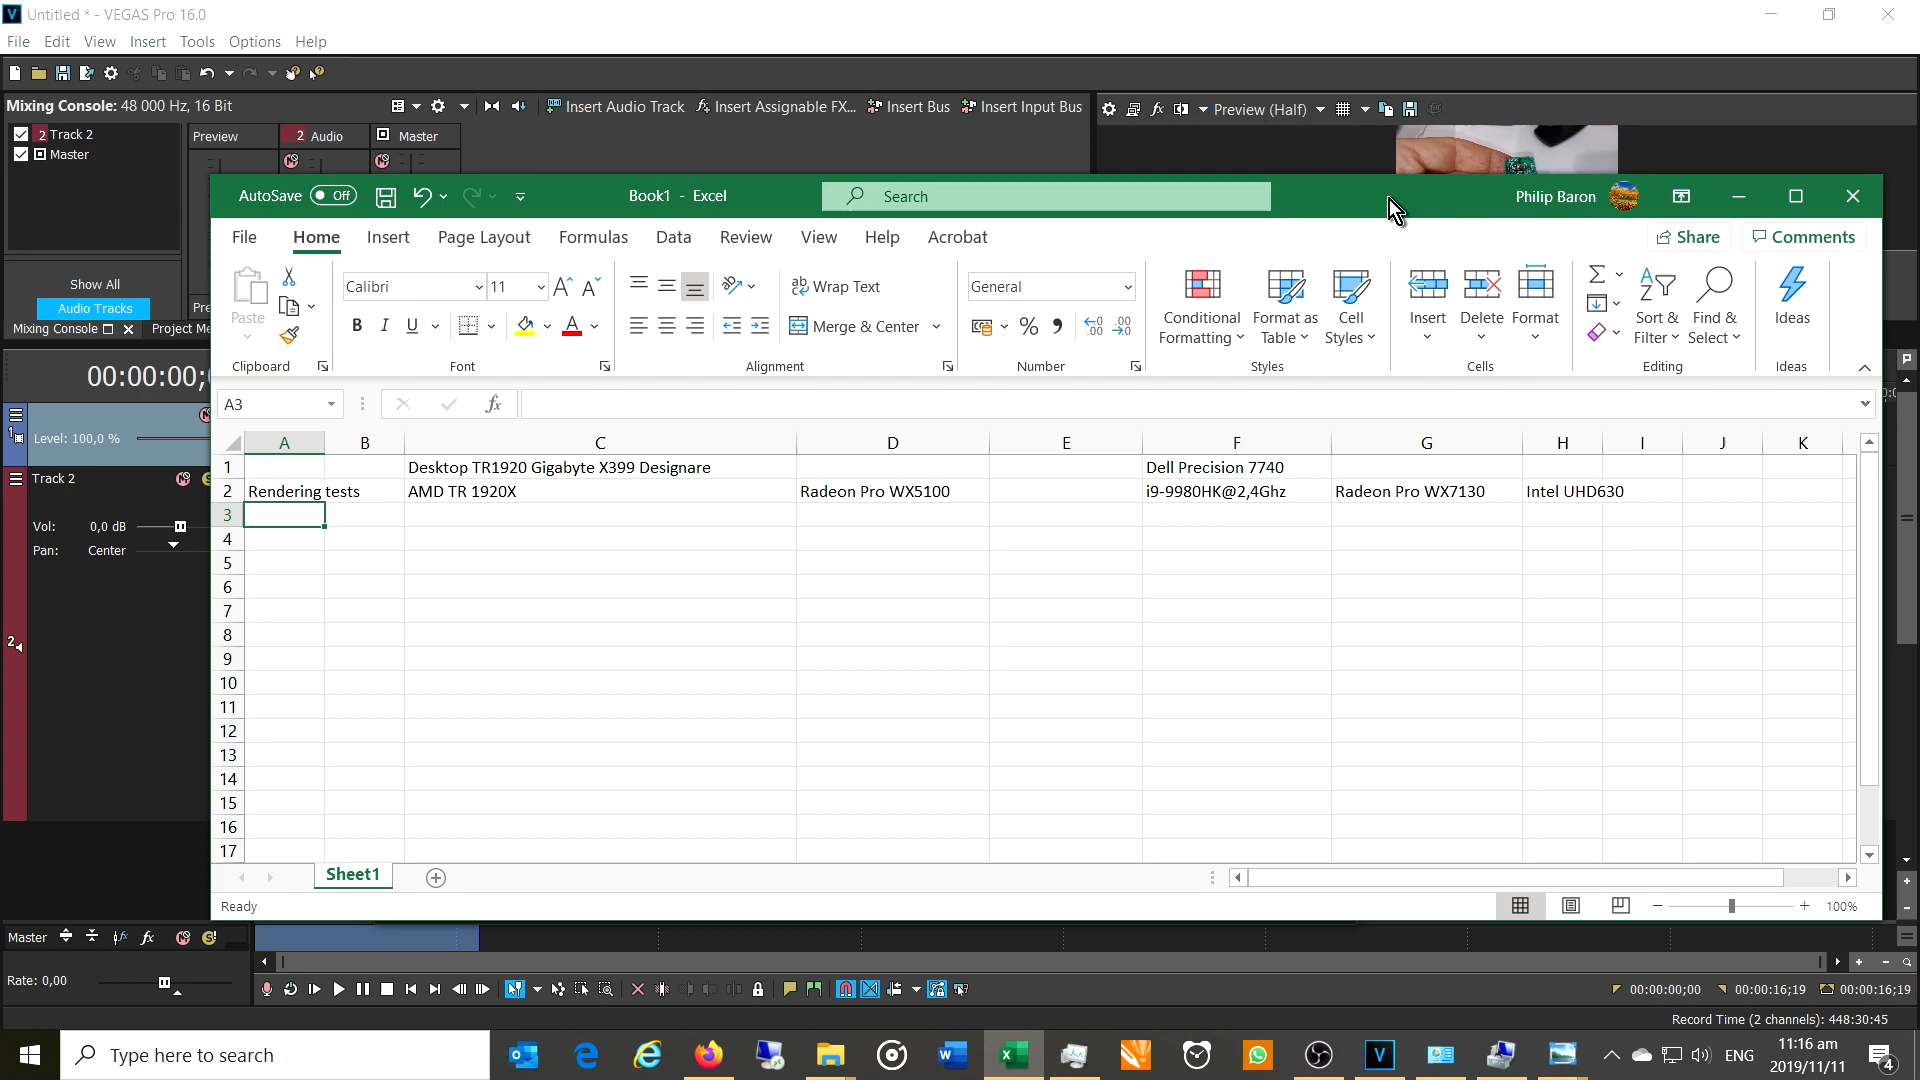 Untitled * - VEGAS Pro 16.0
File Edit View Insert Tools Options Help
Mixing Console: 48 000 Hz, 16 Bit
Insert Audio Track Insert Assignable FX... Insert Bus Insert Input Bus
Preview (Half)
2 Track 2
Master
Preview 2 Audio Master
AutoSave Off Book1 - Excel Search Philip Baron
File Home Insert Page Layout Formulas Data Review View Help Acrobat Share Comments
Show All
Audio Tracks
Mixing Console Project Me
Paste
Calibri 11
Wrap Text
Merge & Center
General
Conditional Formatting
Format as Table
Cell Styles
Insert Delete Format
Sort & Filter
Find & Select
Ideas
Clipboard Font Alignment Number Styles Cells Editing Ideas
00:00:00;
A3
fx
Level: 100,0 %
A B C D E F G H I J K
1 Desktop TR1920 Gigabyte X399 Designare Dell Precision 7740
2 Rendering tests AMD TR 1920X Radeon Pro WX5100 i9-9980HK@2,4Ghz Radeon Pro WX7130 Intel UHD630
3
4
5
6
7
8
9
10
11
12
13
14
15
16
17
1
Track 2
Vol: 0,0 dB
Pan: Center
2
Sheet1
Ready
100%
Master
Rate: 0,00
00:00:00;00 00:00:16;19 00:00:16;19
Record Time (2 channels): 448:30:45
Type here to search
ENG
11:16 am
2019/11/11
4